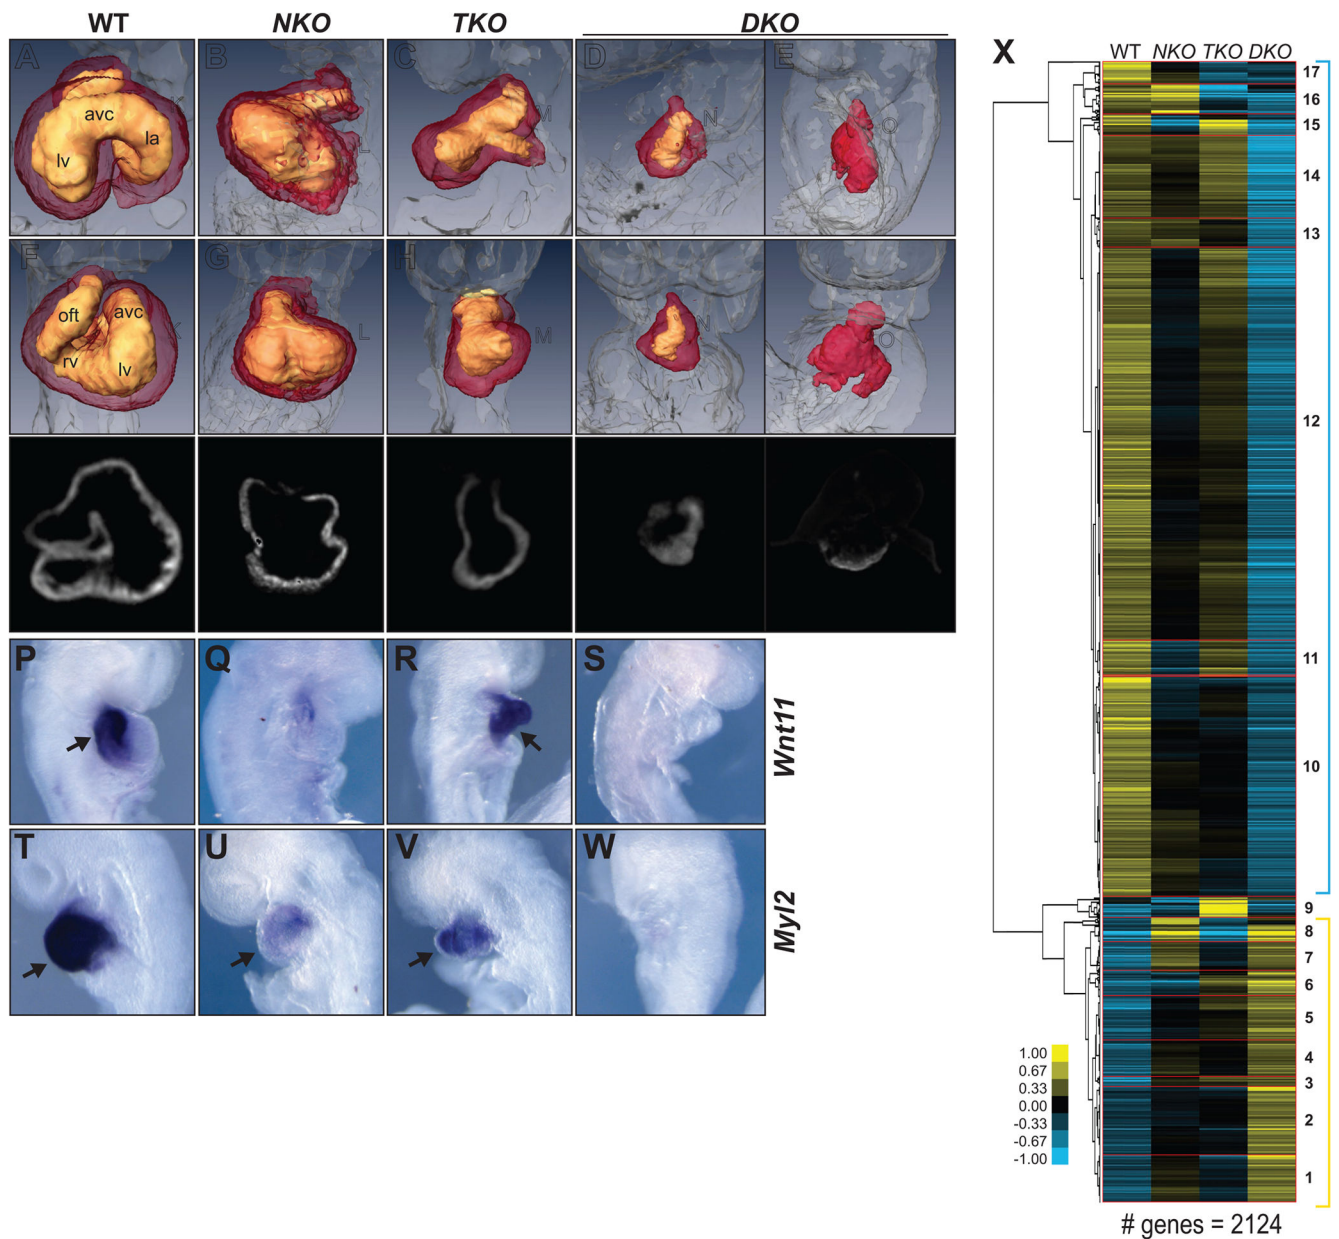 WT NKO TKO DKO
A B C D E
avc
lv la
K L M N O
F G H
oft avc
rv lv
K L M N O
P Q R S
Wnt11
T U V W
Myl2
X
WT NKO TKO DKO
17
16
15
14
13
12
11
10
9
8
7
6
5
4
3
2
1
1.00
0.67
0.33
0.00
-0.33
-0.67
-1.00
# genes = 2124